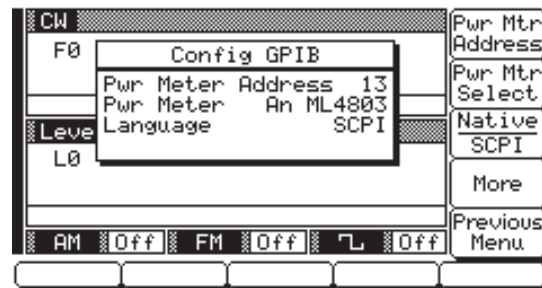 CW
F0
Config GPIB
Pwr Meter Address 13
Pwr Meter An ML4803
Language SCPI
Leve
L0
AM Off FM Off Off
Pwr Mtr
Address
Pwr Mtr
Select
Native
SCPI
More
Previous
Menu